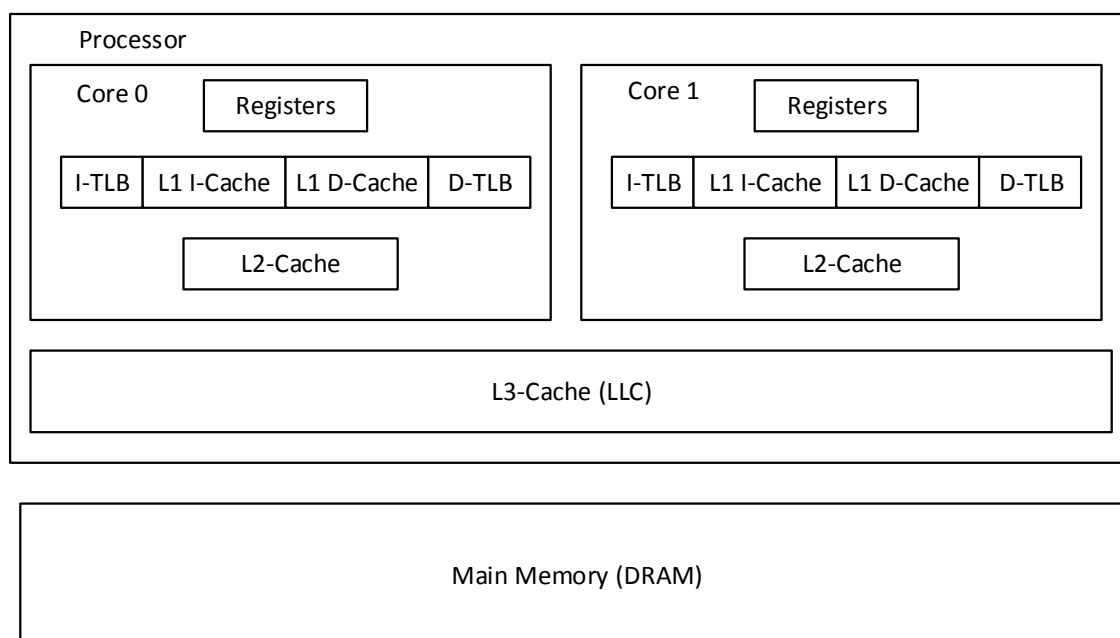 Processor
Core 0
Registers
I-TLB L1 I-Cache L1 D-Cache D-TLB
L2-Cache
Core 1
Registers
I-TLB L1 I-Cache L1 D-Cache D-TLB
L2-Cache
L3-Cache (LLC)
Main Memory (DRAM)